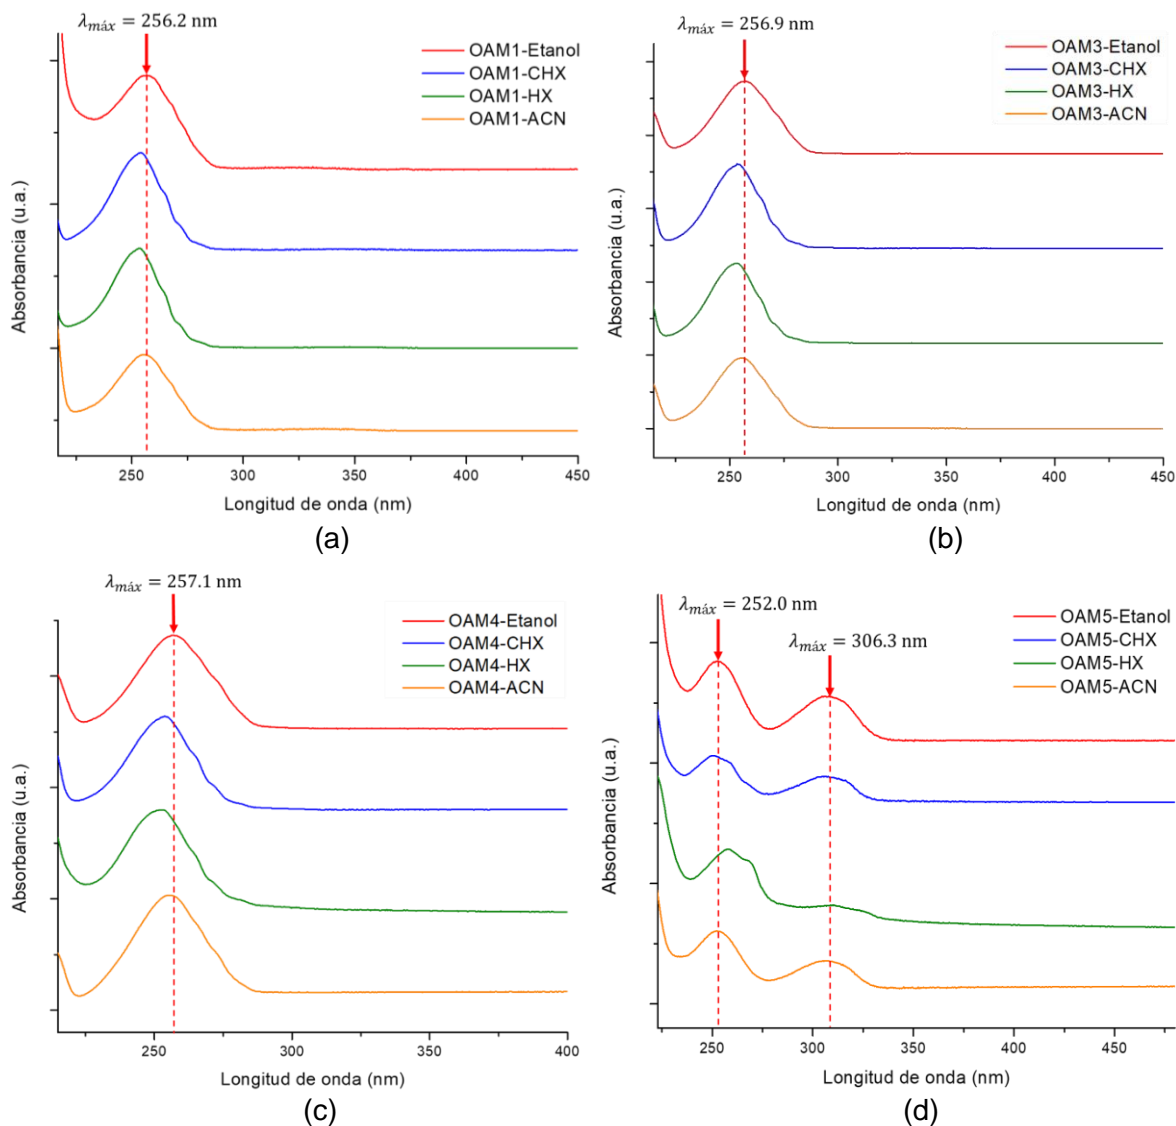 λmáx = 256.2 nm
OAM1-Etanol
OAM1-CHX
OAM1-HX
OAM1-ACN
Absorbancia (u.a.)
250 300 350 400 450
Longitud de onda (nm)
(a)
λmáx = 256.9 nm
OAM3-Etanol
OAM3-CHX
OAM3-HX
OAM3-ACN
Absorbancia (u.a.)
250 300 350 400 450
Longitud de onda (nm)
(b)
λmáx = 257.1 nm
OAM4-Etanol
OAM4-CHX
OAM4-HX
OAM4-ACN
Absorbancia (u.a.)
250 300 350 400
Longitud de onda (nm)
(c)
λmáx = 252.0 nm
λmáx = 306.3 nm
OAM5-Etanol
OAM5-CHX
OAM5-HX
OAM5-ACN
Absorbancia (u.a.)
250 300 350 400 450
Longitud de onda (nm)
(d)